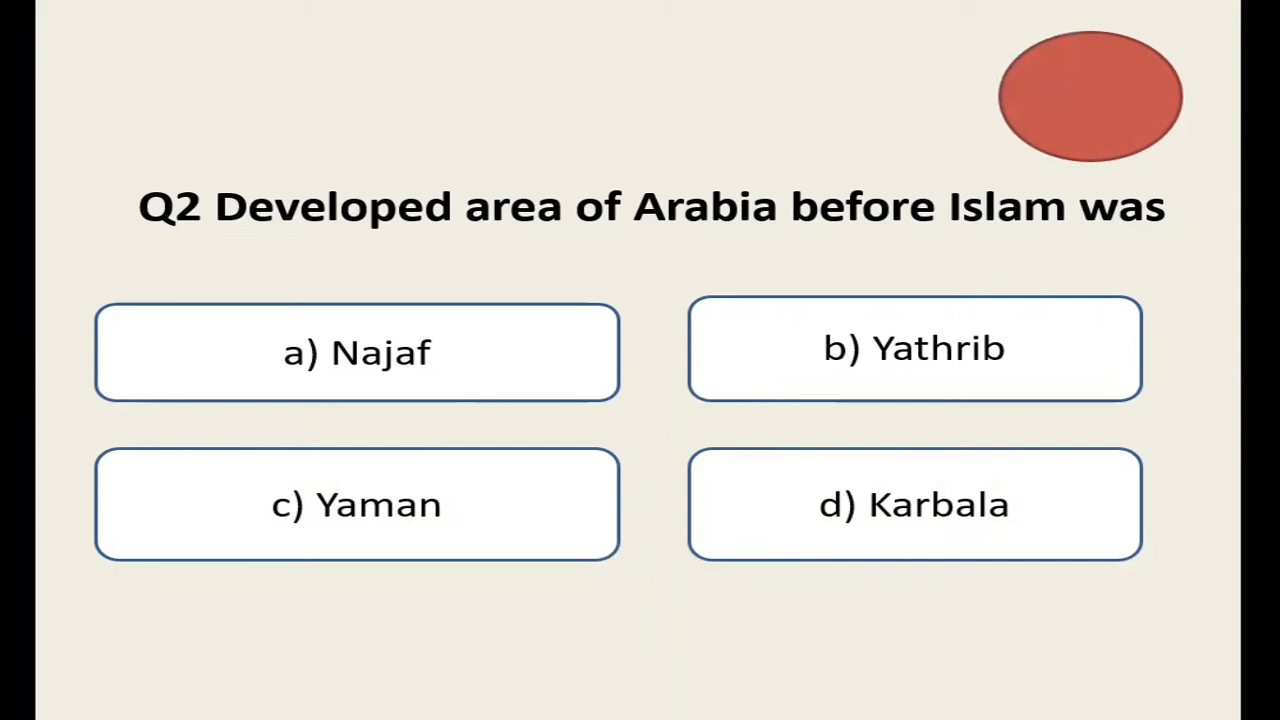 Q2 Developed area of Arabia before Islam was
a) Najaf
b) Yathrib
c) Yaman
d) Karbala